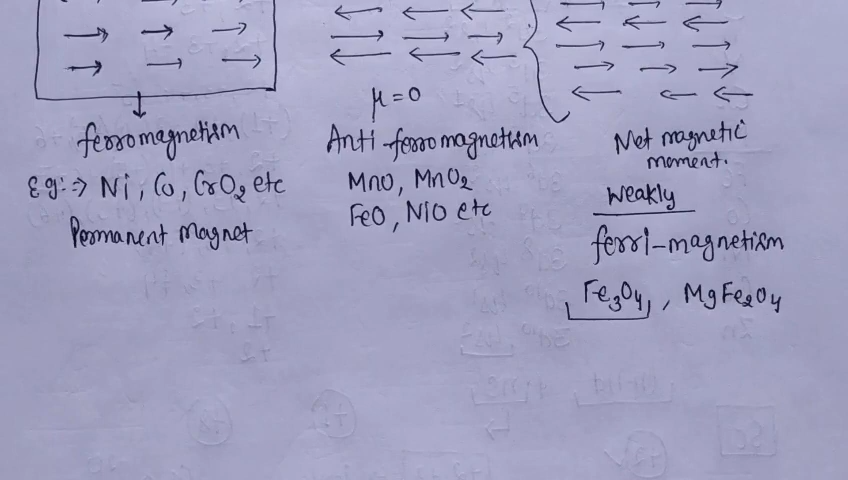 ferromagnetism
Eg:⇒ Ni, Co, CrO₂ etc
Permanent magnet
μ=0
Anti-ferromagnetism
MnO, MnO₂
FeO, NiO etc
Net magnetic
moment.
Weakly
ferri-magnetism
Fe₃O₄, MgFe₂O₄